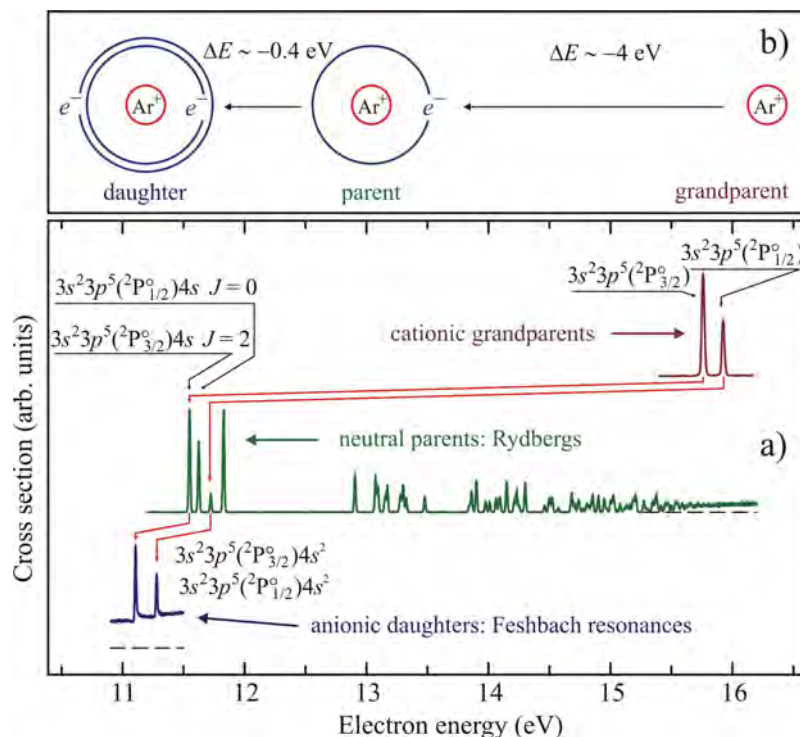 ΔE ~ −0.4 eV
ΔE ~ −4 eV
b)
e⁻ Ar⁺ e⁻
Ar⁺ e⁻
Ar⁺
daughter
parent
grandparent
3s²3p⁵(²P°₁/₂)4s J = 0
3s²3p⁵(²P°₃/₂)4s J = 2
3s²3p⁵(²P°₃/₂)
3s²3p⁵(²P°₁/₂)
cationic grandparents
neutral parents: Rydbergs
a)
3s²3p⁵(²P°₃/₂)4s²
3s²3p⁵(²P°₁/₂)4s²
anionic daughters: Feshbach resonances
Cross section (arb. units)
11 12 13 14 15 16
Electron energy (eV)